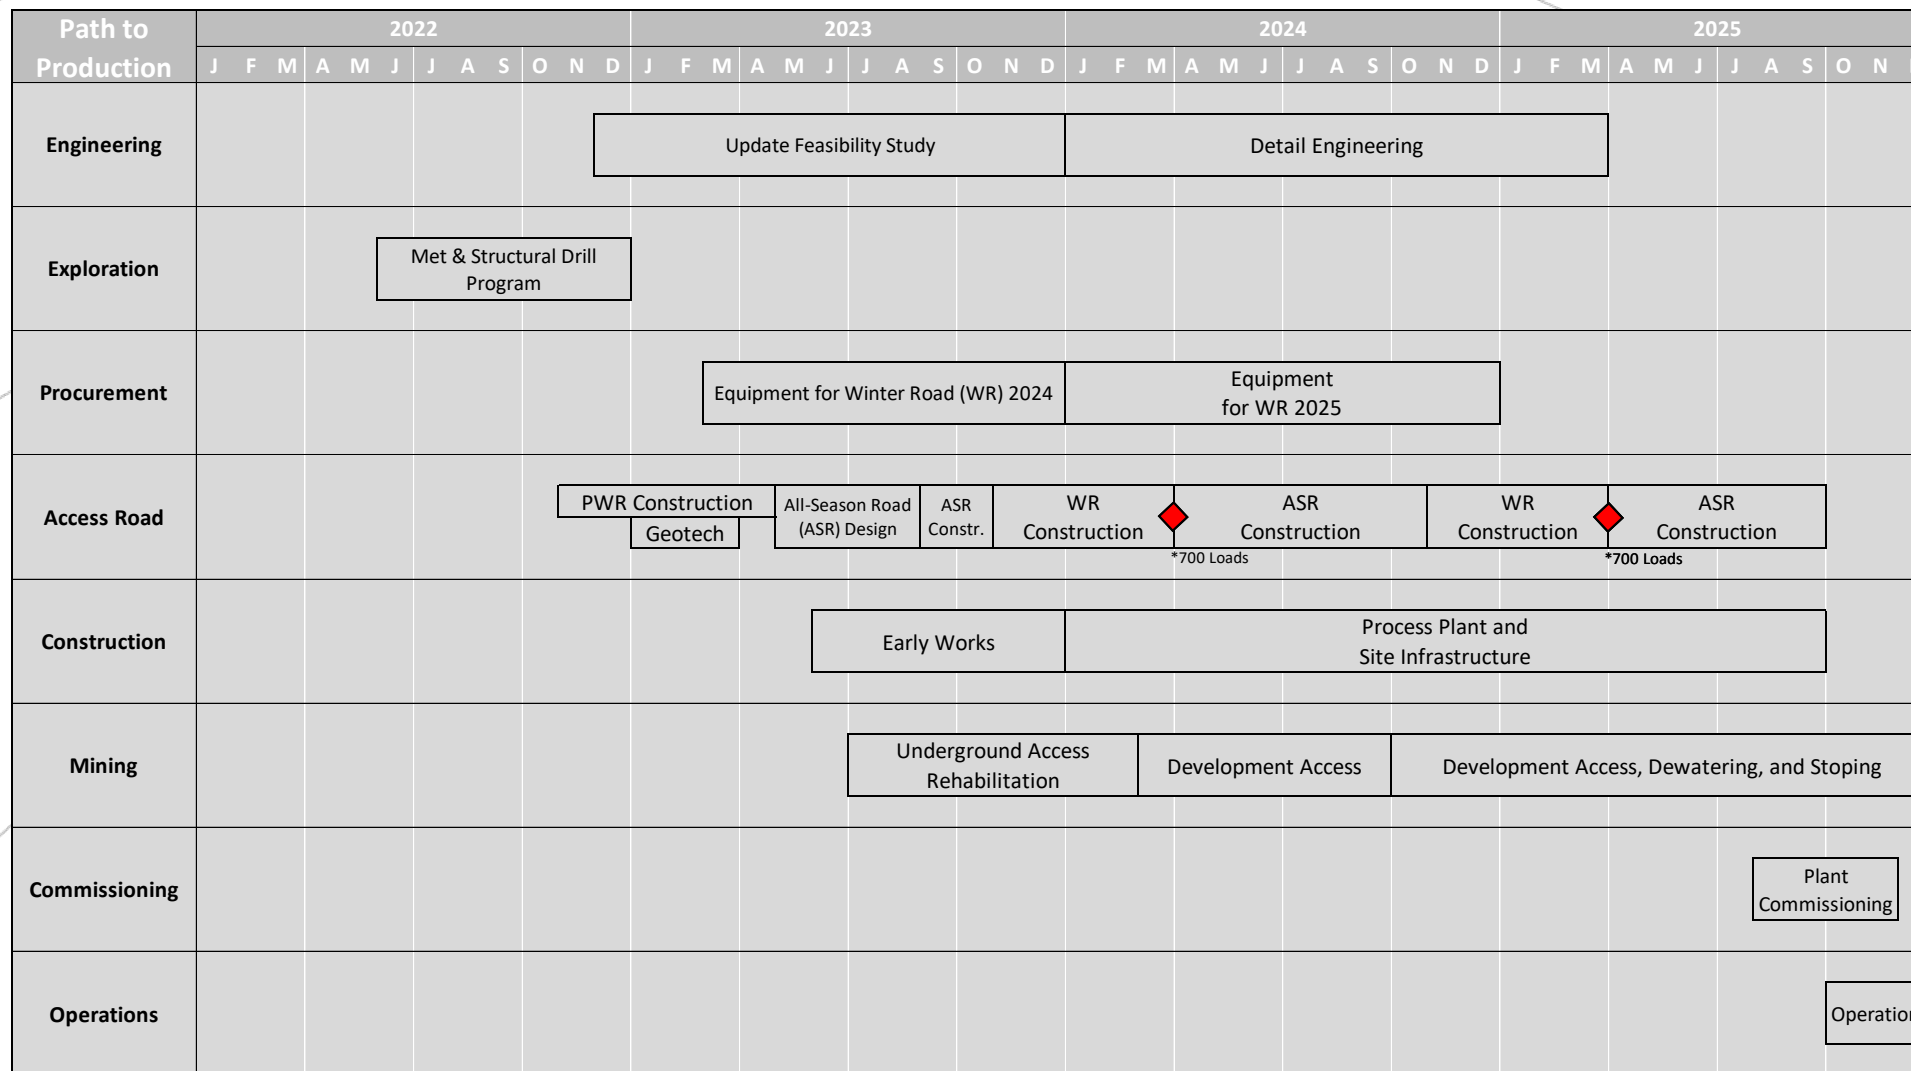 Path to
Production
2022
2023
2024
2025
J F M A M J J A S O N D J F M A M J J A S O N D J F M A M J J A S O N D J F M A M J J A S O N
Engineering
Update Feasibility Study
Detail Engineering
Exploration
Met & Structural Drill
Program
Procurement
Equipment for Winter Road (WR) 2024
Equipment
for WR 2025
Access Road
PWR Construction
Geotech
All-Season Road
(ASR) Design
ASR
Constr.
WR
Construction
*700 Loads
ASR
Construction
WR
Construction
*700 Loads
ASR
Construction
Construction
Early Works
Process Plant and
Site Infrastructure
Mining
Underground Access
Rehabilitation
Development Access
Development Access, Dewatering, and Stoping
Commissioning
Plant
Commissioning
Operations
Operation